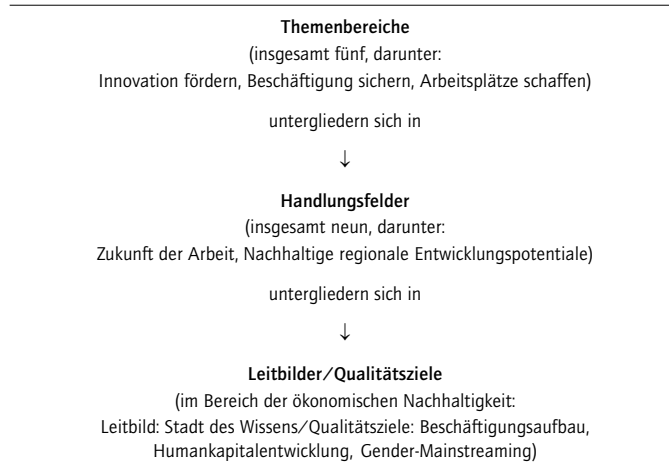 Themenbereiche
(insgesamt fünf, darunter:
Innovation fördern, Beschäftigung sichern, Arbeitsplätze schaffen)
untergliedern sich in
↓
Handlungsfelder
(insgesamt neun, darunter:
Zukunft der Arbeit, Nachhaltige regionale Entwicklungspotentiale)
untergliedern sich in
↓
Leitbilder/Qualitätsziele
(im Bereich der ökonomischen Nachhaltigkeit:
Leitbild: Stadt des Wissens/Qualitätsziele: Beschäftigungsaufbau,
Humankapitalentwicklung, Gender-Mainstreaming)